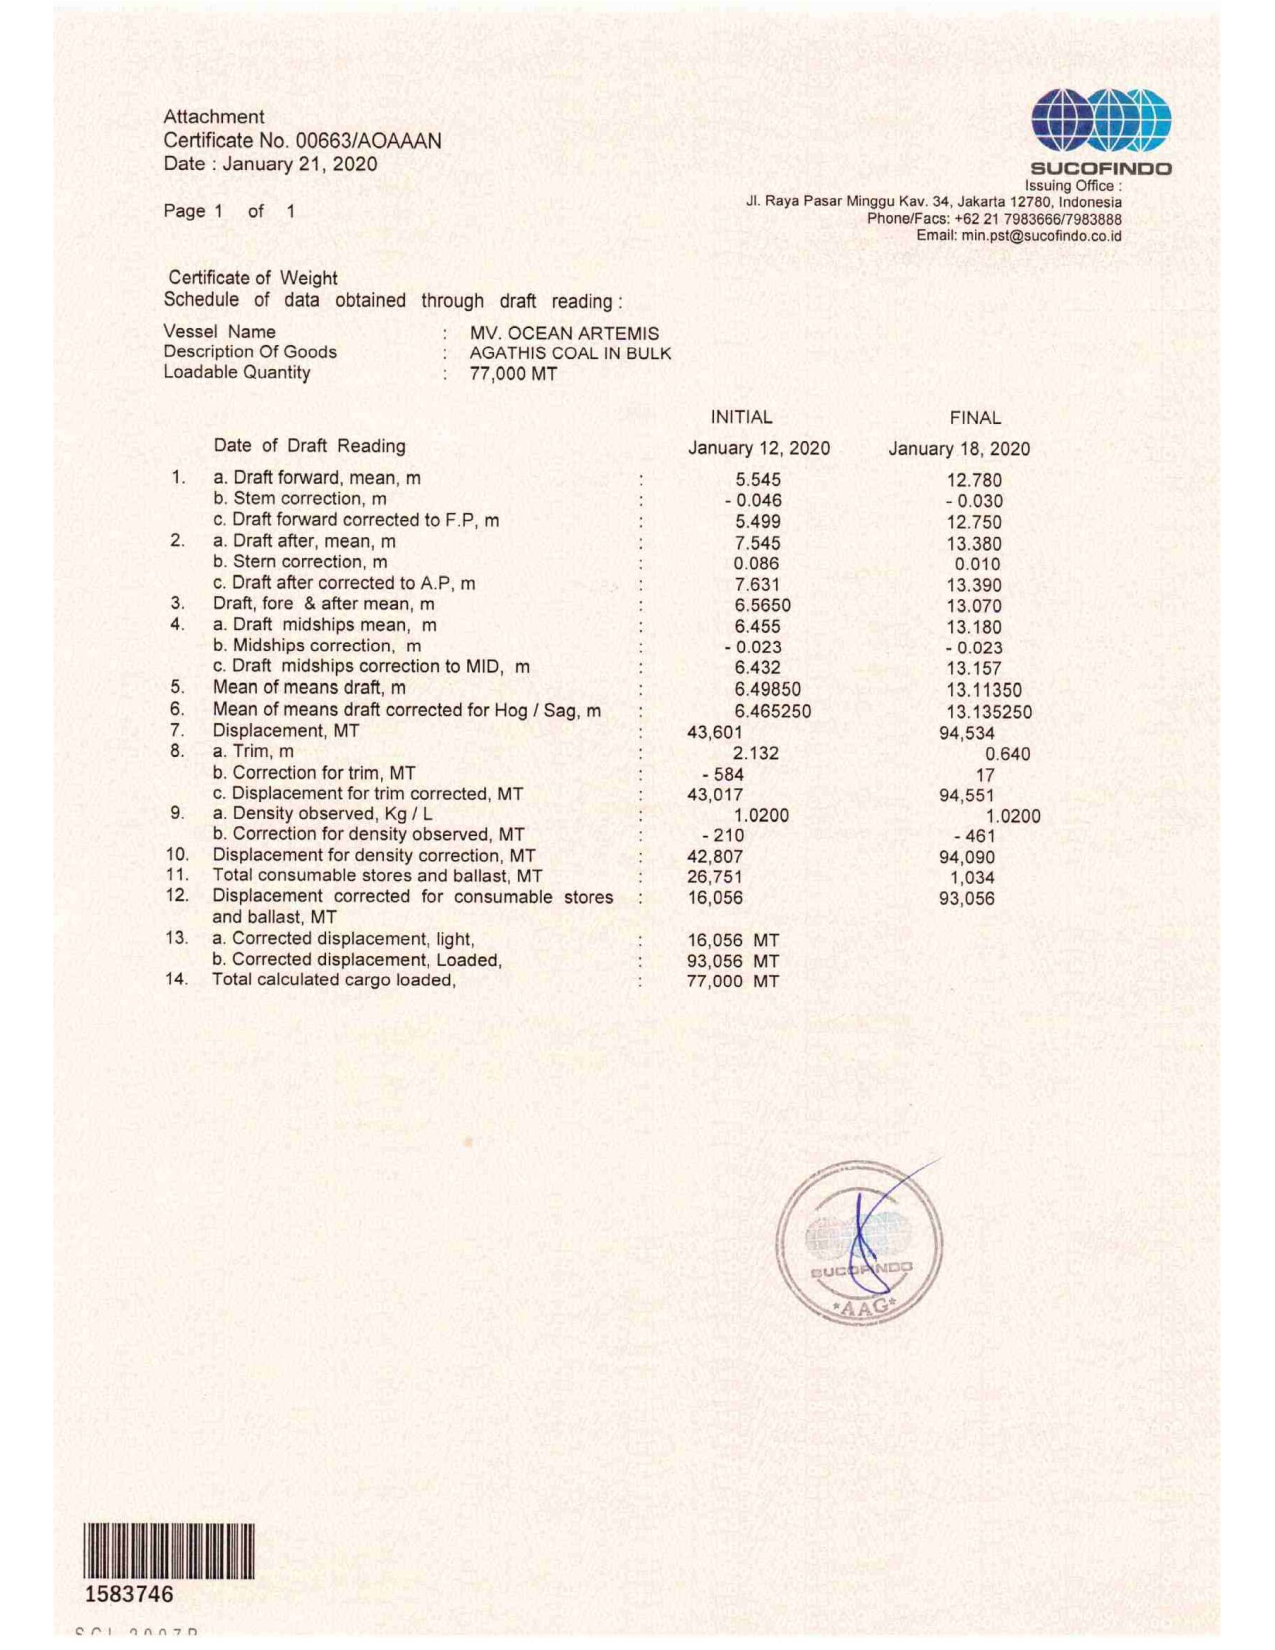 Attachment
Certificate No. 00663/AOAAAN
Date : January 21, 2020
Page 1 of 1
SUCOFINDO
Issuing Office :
Jl. Raya Pasar Minggu Kav. 34, Jakarta 12780, Indonesia
Phone/Facs: +62 21 7983666/7983888
Email: min.pst@sucofindo.co.id
Certificate of Weight
Schedule of data obtained through draft reading :
Vessel Name : MV. OCEAN ARTEMIS
Description Of Goods : AGATHIS COAL IN BULK
Loadable Quantity : 77,000 MT
INITIAL FINAL
Date of Draft Reading January 12, 2020 January 18, 2020
1. a. Draft forward, mean, m : 5.545 12.780
b. Stem correction, m : - 0.046 - 0.030
c. Draft forward corrected to F.P, m : 5.499 12.750
2. a. Draft after, mean, m : 7.545 13.380
b. Stern correction, m : 0.086 0.010
c. Draft after corrected to A.P, m : 7.631 13.390
3. Draft, fore & after mean, m : 6.5650 13.070
4. a. Draft midships mean, m : 6.455 13.180
b. Midships correction, m : - 0.023 - 0.023
c. Draft midships correction to MID, m : 6.432 13.157
5. Mean of means draft, m : 6.49850 13.11350
6. Mean of means draft corrected for Hog / Sag, m : 6.465250 13.135250
7. Displacement, MT : 43,601 94,534
8. a. Trim, m : 2.132 0.640
b. Correction for trim, MT : - 584 17
c. Displacement for trim corrected, MT : 43,017 94,551
9. a. Density observed, Kg / L : 1.0200 1.0200
b. Correction for density observed, MT : - 210 - 461
10. Displacement for density correction, MT : 42,807 94,090
11. Total consumable stores and ballast, MT : 26,751 1,034
12. Displacement corrected for consumable stores : 16,056 93,056
and ballast, MT
13. a. Corrected displacement, light, : 16,056 MT
b. Corrected displacement, Loaded, : 93,056 MT
14. Total calculated cargo loaded, : 77,000 MT
SUCOFINDO
*AAG*
1583746